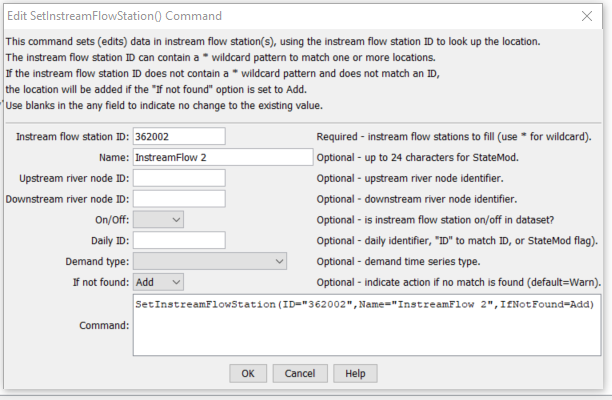 Edit SetInstreamFlowStation() Command
This command sets (edits) data in instream flow station(s), using the instream flow station ID to look up the location.
The instream flow station ID can contain a * wildcard pattern to match one or more locations.
If the instream flow station ID does not contain a * wildcard pattern and does not match an ID,
the location will be added if the "If not found" option is set to Add.
Use blanks in the any field to indicate no change to the existing value.
Instream flow station ID: 362002 Required - instream flow stations to fill (use * for wildcard).
Name: InstreamFlow 2 Optional - up to 24 characters for StateMod.
Upstream river node ID: Optional - upstream river node identifier.
Downstream river node ID: Optional - downstream river node identifier.
On/Off: Optional - is instream flow station on/off in dataset?
Daily ID: Optional - daily identifier, "ID" to match ID, or StateMod flag).
Demand type: Optional - demand time series type.
If not found: Add Optional - indicate action if no match is found (default=Warn).
Command: SetInstreamFlowStation(ID="362002",Name="InstreamFlow 2",IfNotFound=Add)
OK Cancel Help